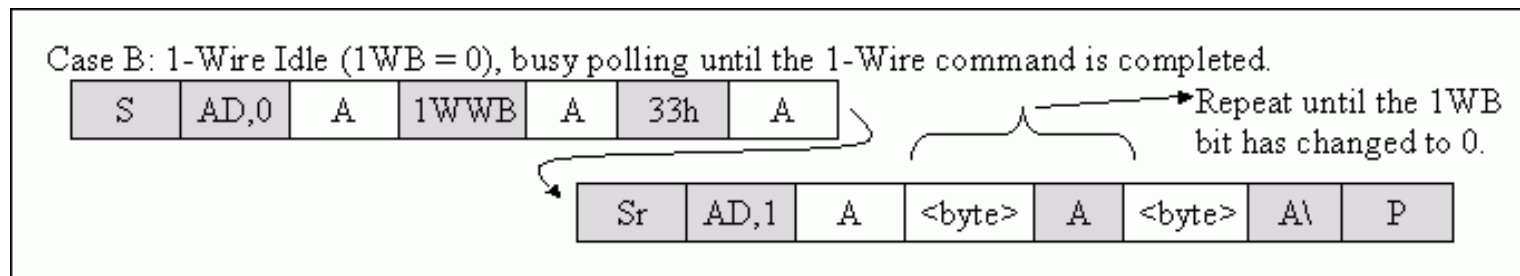 Case B: 1-Wire Idle (1WB = 0), busy polling until the 1-Wire command is completed.
S AD,0 A 1WWB A 33h A
Repeat until the 1WB
bit has changed to 0.
Sr AD,1 A <byte> A <byte> A\ P